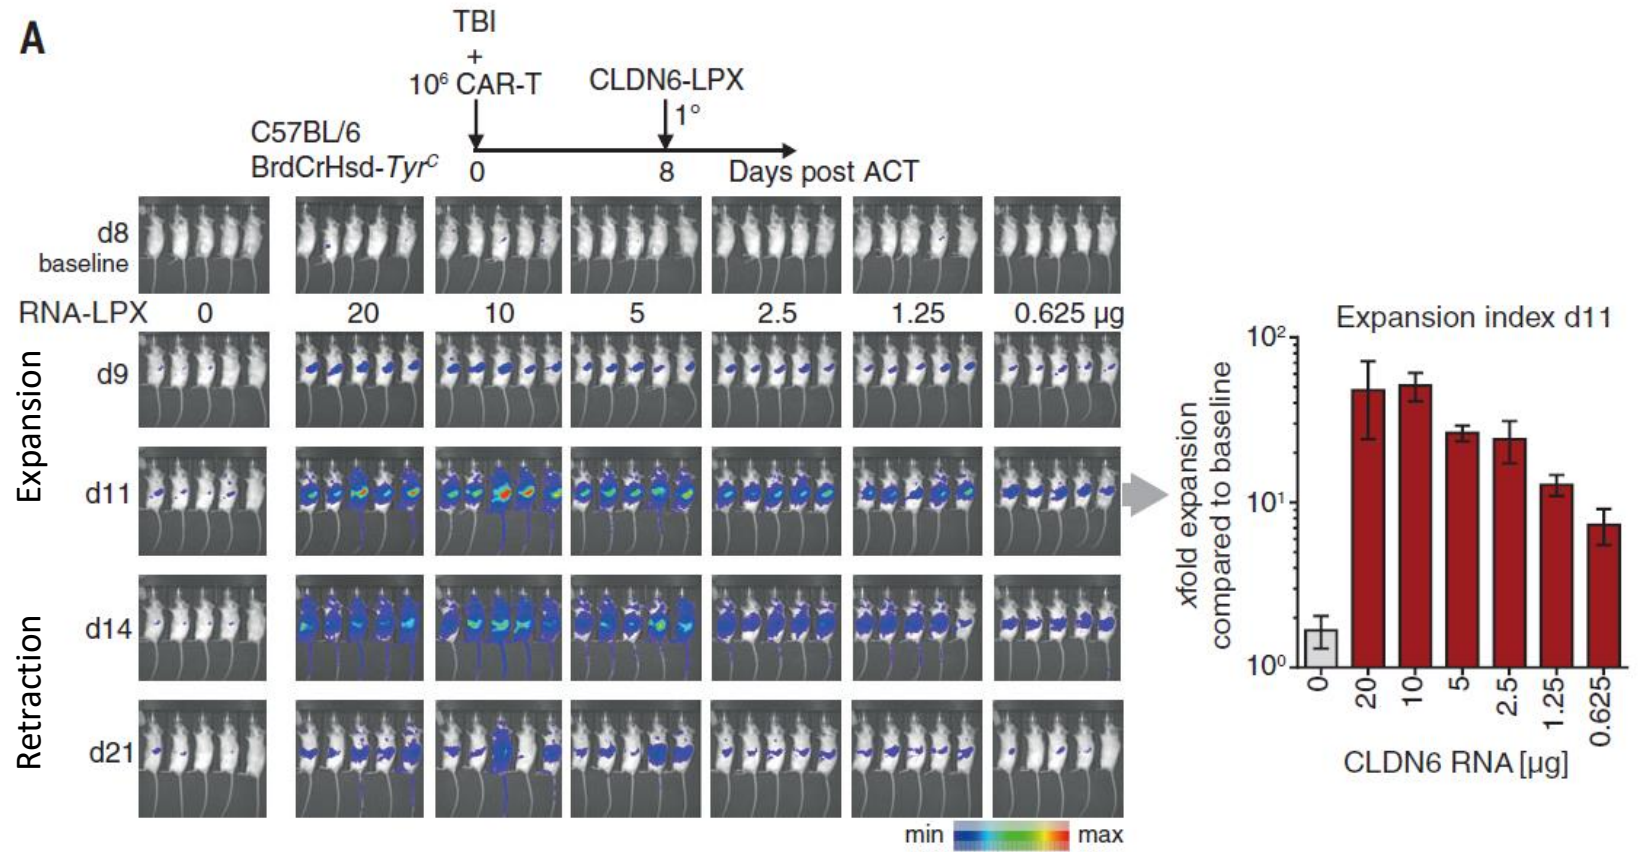 A
TBI
+
10⁶ CAR-T
CLDN6-LPX
1°
C57BL/6
BrdCrHsd-Tyrᶜ
0
8
Days post ACT
d8
baseline
RNA-LPX
0
20
10
5
2.5
1.25
0.625 µg
Expansion
d9
d11
Retraction
d14
d21
min
max
Expansion index d11
xfold expansion
compared to baseline
10²
10¹
10⁰
0
20
10
5
2.5
1.25
0.625
CLDN6 RNA [µg]